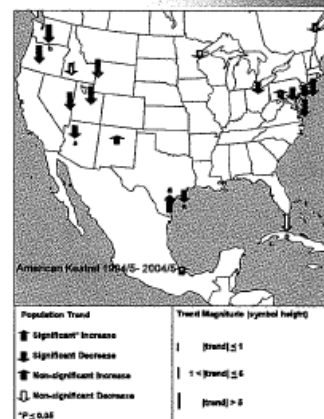 American Kestrel 1994/5- 2004/5
Population Trend
Significant* Increase
Significant Decrease
Non-significant Increase
Non-significant Decrease
*P ≤ 0.05
Trend Magnitude (symbol height)
|trend| ≤ 1
1 < |trend| ≤ 5
|trend| > 5